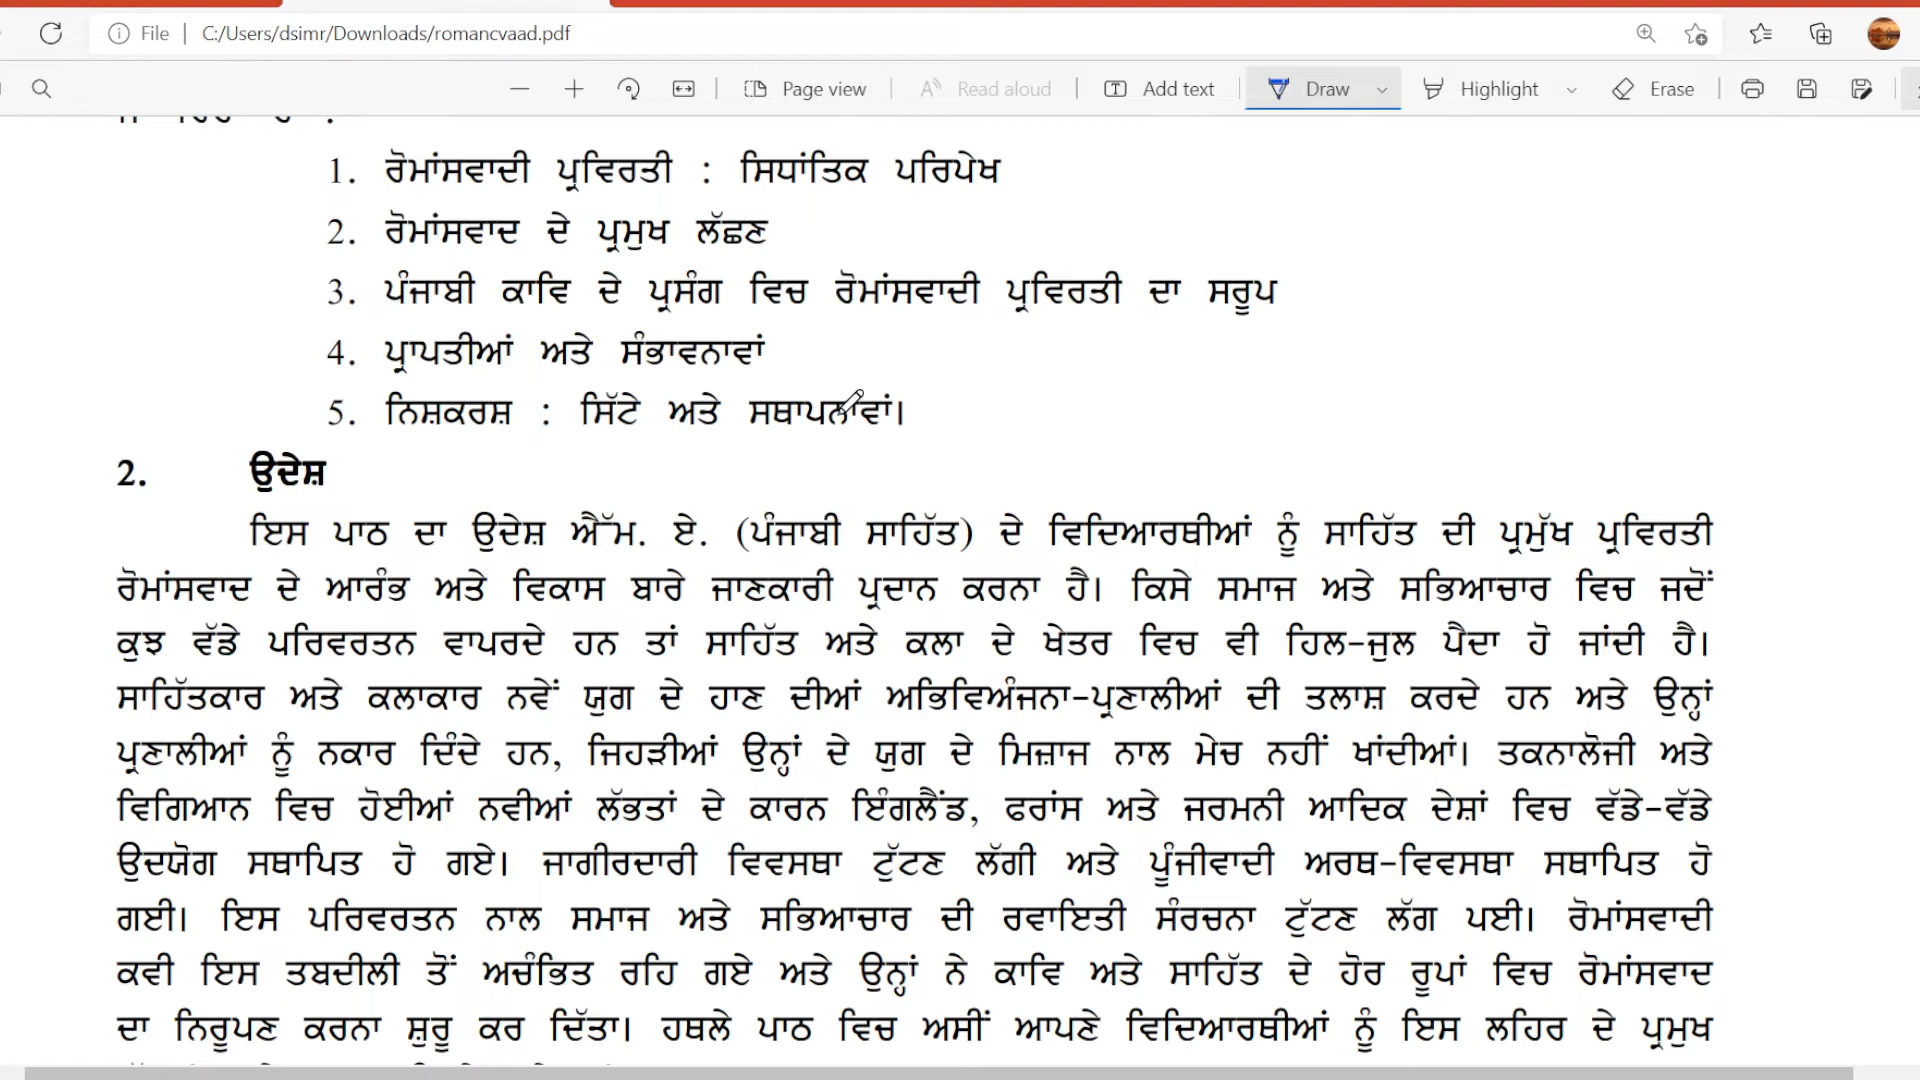 File | C:/Users/dsimr/Downloads/romancvaad.pdf
Page view Read aloud Add text Draw Highlight Erase
1. ਰੋਮਾਂਸਵਾਦੀ ਪ੍ਰਵਿਰਤੀ : ਸਿਧਾਂਤਿਕ ਪਰਿਪੇਖ
2. ਰੋਮਾਂਸਵਾਦ ਦੇ ਪ੍ਰਮੁਖ ਲੱਛਣ
3. ਪੰਜਾਬੀ ਕਾਵਿ ਦੇ ਪ੍ਰਸੰਗ ਵਿਚ ਰੋਮਾਂਸਵਾਦੀ ਪ੍ਰਵਿਰਤੀ ਦਾ ਸਰੂਪ
4. ਪ੍ਰਾਪਤੀਆਂ ਅਤੇ ਸੰਭਾਵਨਾਵਾਂ
5. ਨਿਸ਼ਕਰਸ਼ : ਸਿੱਟੇ ਅਤੇ ਸਥਾਪਨਾਵਾਂ।
2. ਉਦੇਸ਼
ਇਸ ਪਾਠ ਦਾ ਉਦੇਸ਼ ਐੱਮ. ਏ. (ਪੰਜਾਬੀ ਸਾਹਿੱਤ) ਦੇ ਵਿਦਿਆਰਥੀਆਂ ਨੂੰ ਸਾਹਿੱਤ ਦੀ ਪ੍ਰਮੁੱਖ ਪ੍ਰਵਿਰਤੀ
ਰੋਮਾਂਸਵਾਦ ਦੇ ਆਰੰਭ ਅਤੇ ਵਿਕਾਸ ਬਾਰੇ ਜਾਣਕਾਰੀ ਪ੍ਰਦਾਨ ਕਰਨਾ ਹੈ। ਕਿਸੇ ਸਮਾਜ ਅਤੇ ਸਭਿਆਚਾਰ ਵਿਚ ਜਦੋਂ
ਕੁਝ ਵੱਡੇ ਪਰਿਵਰਤਨ ਵਾਪਰਦੇ ਹਨ ਤਾਂ ਸਾਹਿੱਤ ਅਤੇ ਕਲਾ ਦੇ ਖੇਤਰ ਵਿਚ ਵੀ ਹਿਲ-ਜੁਲ ਪੈਦਾ ਹੋ ਜਾਂਦੀ ਹੈ।
ਸਾਹਿੱਤਕਾਰ ਅਤੇ ਕਲਾਕਾਰ ਨਵੇਂ ਯੁਗ ਦੇ ਹਾਣ ਦੀਆਂ ਅਭਿਵਿਅੰਜਨਾ-ਪ੍ਰਣਾਲੀਆਂ ਦੀ ਤਲਾਸ਼ ਕਰਦੇ ਹਨ ਅਤੇ ਉਨ੍ਹਾਂ
ਪ੍ਰਣਾਲੀਆਂ ਨੂੰ ਨਕਾਰ ਦਿੰਦੇ ਹਨ, ਜਿਹੜੀਆਂ ਉਨ੍ਹਾਂ ਦੇ ਯੁਗ ਦੇ ਮਿਜ਼ਾਜ ਨਾਲ ਮੇਚ ਨਹੀਂ ਖਾਂਦੀਆਂ। ਤਕਨਾਲੋਜੀ ਅਤੇ
ਵਿਗਿਆਨ ਵਿਚ ਹੋਈਆਂ ਨਵੀਆਂ ਲੱਭਤਾਂ ਦੇ ਕਾਰਨ ਇੰਗਲੈਂਡ, ਫਰਾਂਸ ਅਤੇ ਜਰਮਨੀ ਆਦਿਕ ਦੇਸ਼ਾਂ ਵਿਚ ਵੱਡੇ-ਵੱਡੇ
ਉਦਯੋਗ ਸਥਾਪਿਤ ਹੋ ਗਏ। ਜਾਗੀਰਦਾਰੀ ਵਿਵਸਥਾ ਟੁੱਟਣ ਲੱਗੀ ਅਤੇ ਪੂੰਜੀਵਾਦੀ ਅਰਥ-ਵਿਵਸਥਾ ਸਥਾਪਿਤ ਹੋ
ਗਈ। ਇਸ ਪਰਿਵਰਤਨ ਨਾਲ ਸਮਾਜ ਅਤੇ ਸਭਿਆਚਾਰ ਦੀ ਰਵਾਇਤੀ ਸੰਰਚਨਾ ਟੁੱਟਣ ਲੱਗ ਪਈ। ਰੋਮਾਂਸਵਾਦੀ
ਕਵੀ ਇਸ ਤਬਦੀਲੀ ਤੋਂ ਅਚੰਭਿਤ ਰਹਿ ਗਏ ਅਤੇ ਉਨ੍ਹਾਂ ਨੇ ਕਾਵਿ ਅਤੇ ਸਾਹਿੱਤ ਦੇ ਹੋਰ ਰੂਪਾਂ ਵਿਚ ਰੋਮਾਂਸਵਾਦ
ਦਾ ਨਿਰੂਪਣ ਕਰਨਾ ਸ਼ੁਰੂ ਕਰ ਦਿੱਤਾ। ਹਥਲੇ ਪਾਠ ਵਿਚ ਅਸੀਂ ਆਪਣੇ ਵਿਦਿਆਰਥੀਆਂ ਨੂੰ ਇਸ ਲਹਿਰ ਦੇ ਪ੍ਰਮੁਖ